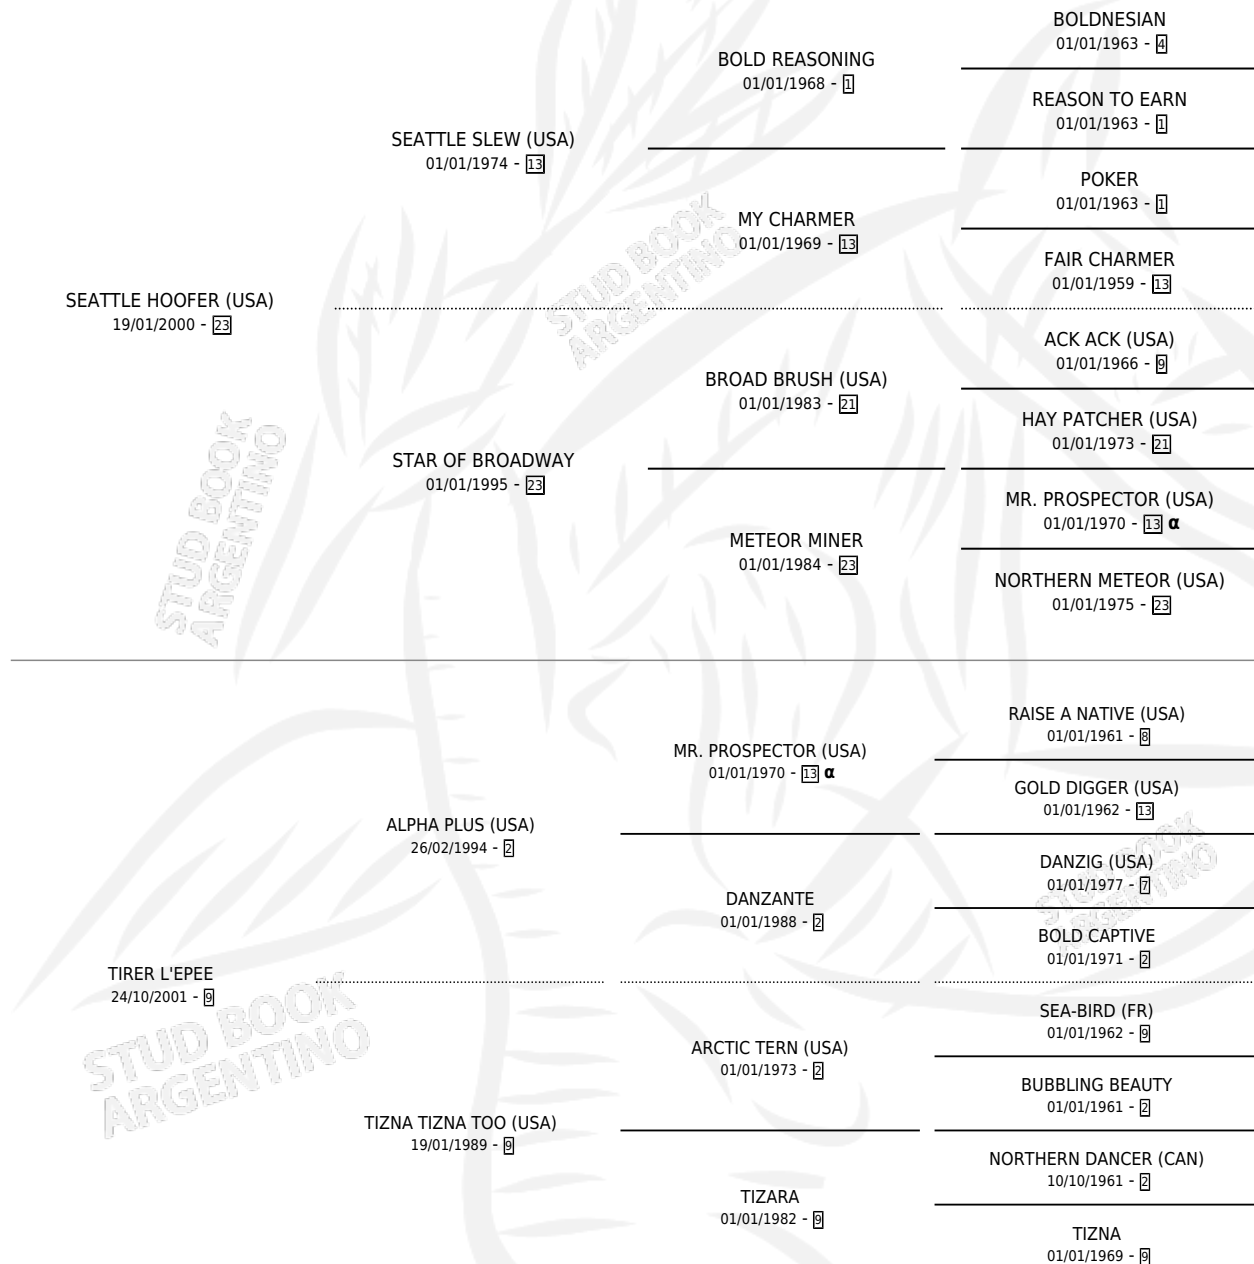 BOLDNESIAN
01/01/1963 - 4
BOLD REASONING
01/01/1968 - 1
REASON TO EARN
01/01/1963 - 1
SEATTLE SLEW (USA)
01/01/1974 - 13
POKER
01/01/1963 - 1
MY CHARMER
01/01/1969 - 13
FAIR CHARMER
01/01/1959 - 13
STUD BOOK
ARGENTINO
SEATTLE HOOFER (USA)
19/01/2000 - 23
ACK ACK (USA)
01/01/1966 - 9
BROAD BRUSH (USA)
01/01/1983 - 21
HAY PATCHER (USA)
01/01/1973 - 21
STAR OF BROADWAY
01/01/1995 - 23
MR. PROSPECTOR (USA)
01/01/1970 - 13 α
METEOR MINER
01/01/1984 - 23
NORTHERN METEOR (USA)
01/01/1975 - 23
STUD BOOK
ARGENTINO
RAISE A NATIVE (USA)
01/01/1961 - 8
MR. PROSPECTOR (USA)
01/01/1970 - 13 α
GOLD DIGGER (USA)
01/01/1962 - 13
ALPHA PLUS (USA)
26/02/1994 - 2
DANZIG (USA)
01/01/1977 - 7
STUD BOOK
ARGENTINO
DANZANTE
01/01/1988 - 2
BOLD CAPTIVE
01/01/1971 - 2
TIRER L'EPEE
24/10/2001 - 9
STUD BOOK
ARGENTINO
SEA-BIRD (FR)
01/01/1962 - 9
ARCTIC TERN (USA)
01/01/1973 - 2
BUBBLING BEAUTY
01/01/1961 - 2
TIZNA TIZNA TOO (USA)
19/01/1989 - 9
NORTHERN DANCER (CAN)
10/10/1961 - 2
TIZARA
01/01/1982 - 9
TIZNA
01/01/1969 - 9